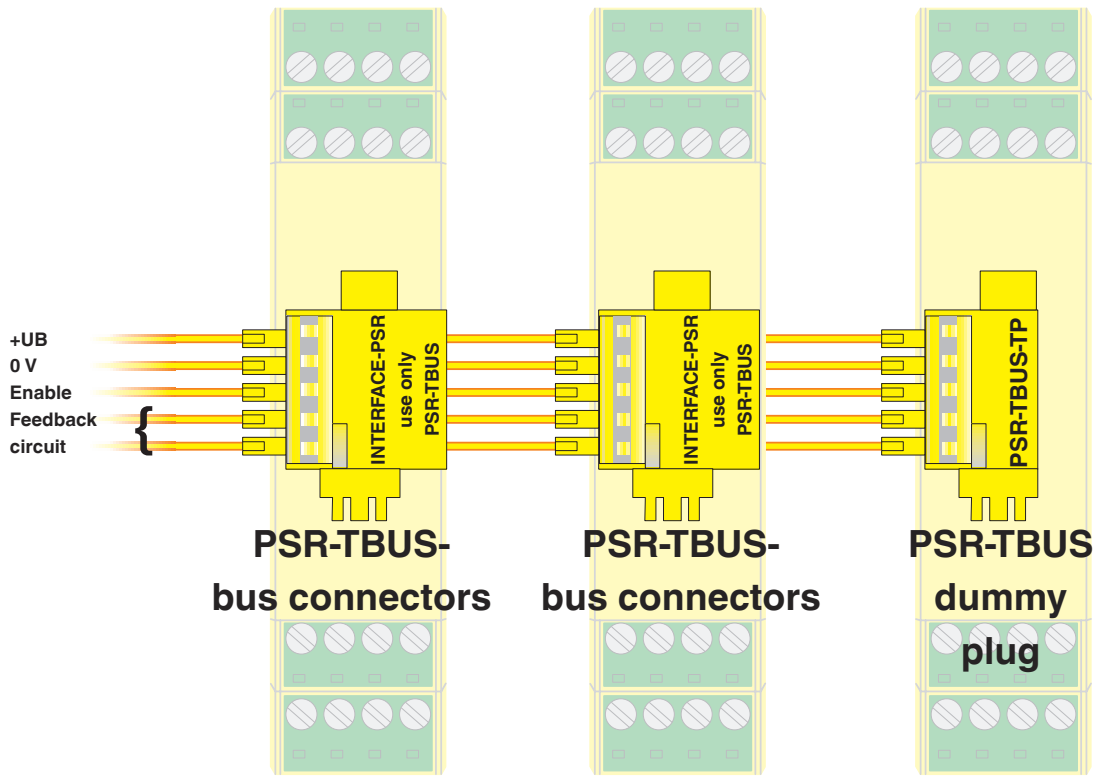 +UB
0 V
Enable
Feedback
circuit
{
INTERFACE-PSR
use only
PSR-TBUS
INTERFACE-PSR
use only
PSR-TBUS
PSR-TBUS-TP
PSR-TBUS-
bus connectors
PSR-TBUS-
bus connectors
PSR-TBUS
dummy
plug